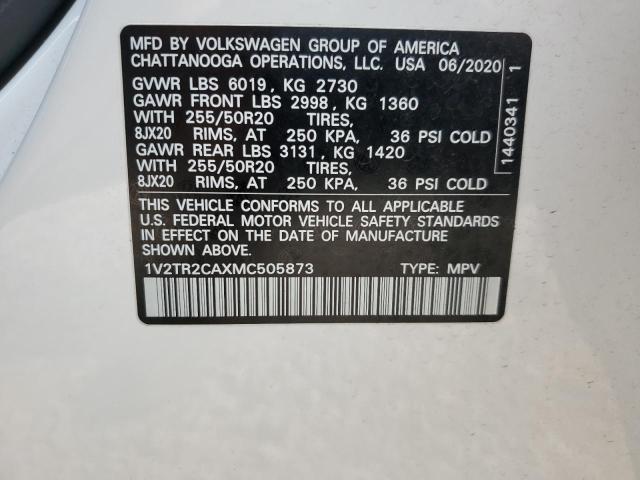 MFD BY VOLKSWAGEN GROUP OF AMERICA
CHATTANOOGA OPERATIONS, LLC. USA 06/2020
GVWR LBS 6019, KG 2730
GAWR FRONT LBS 2998, KG 1360
WITH 255/50R20 TIRES,
8JX20 RIMS, AT 250 KPA, 36 PSI COLD
GAWR REAR LBS 3131, KG 1420
WITH 255/50R20 TIRES,
8JX20 RIMS, AT 250 KPA, 36 PSI COLD
THIS VEHICLE CONFORMS TO ALL APPLICABLE
U.S. FEDERAL MOTOR VEHICLE SAFETY STANDARDS
IN EFFECT ON THE DATE OF MANUFACTURE SHOWN
ABOVE.
1V2TR2CAXMC505873 TYPE: MPV
1440341 1